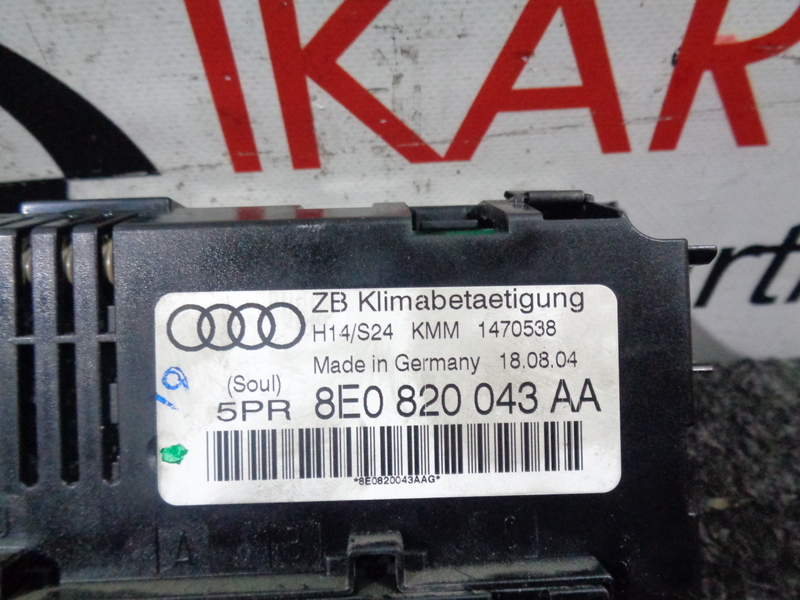 IKAR
ZB Klimabetaetigung
H14/S24 KMM 1470538
Made in Germany 18.08.04
(Soul)
5PR 8E0 820 043 AA
*8E0820043AAG*
A